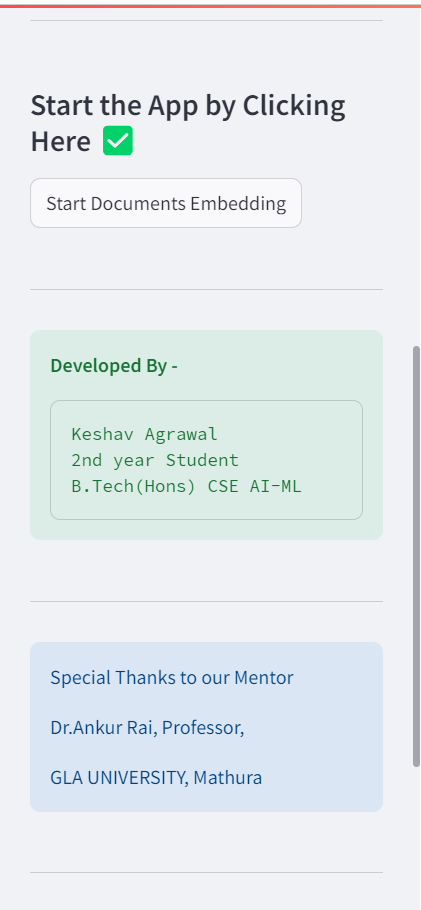 Start the App by Clicking
Here ✅
Start Documents Embedding
Developed By -
Keshav Agrawal
2nd year Student
B.Tech(Hons) CSE AI-ML
Special Thanks to our Mentor
Dr.Ankur Rai, Professor,
GLA UNIVERSITY, Mathura